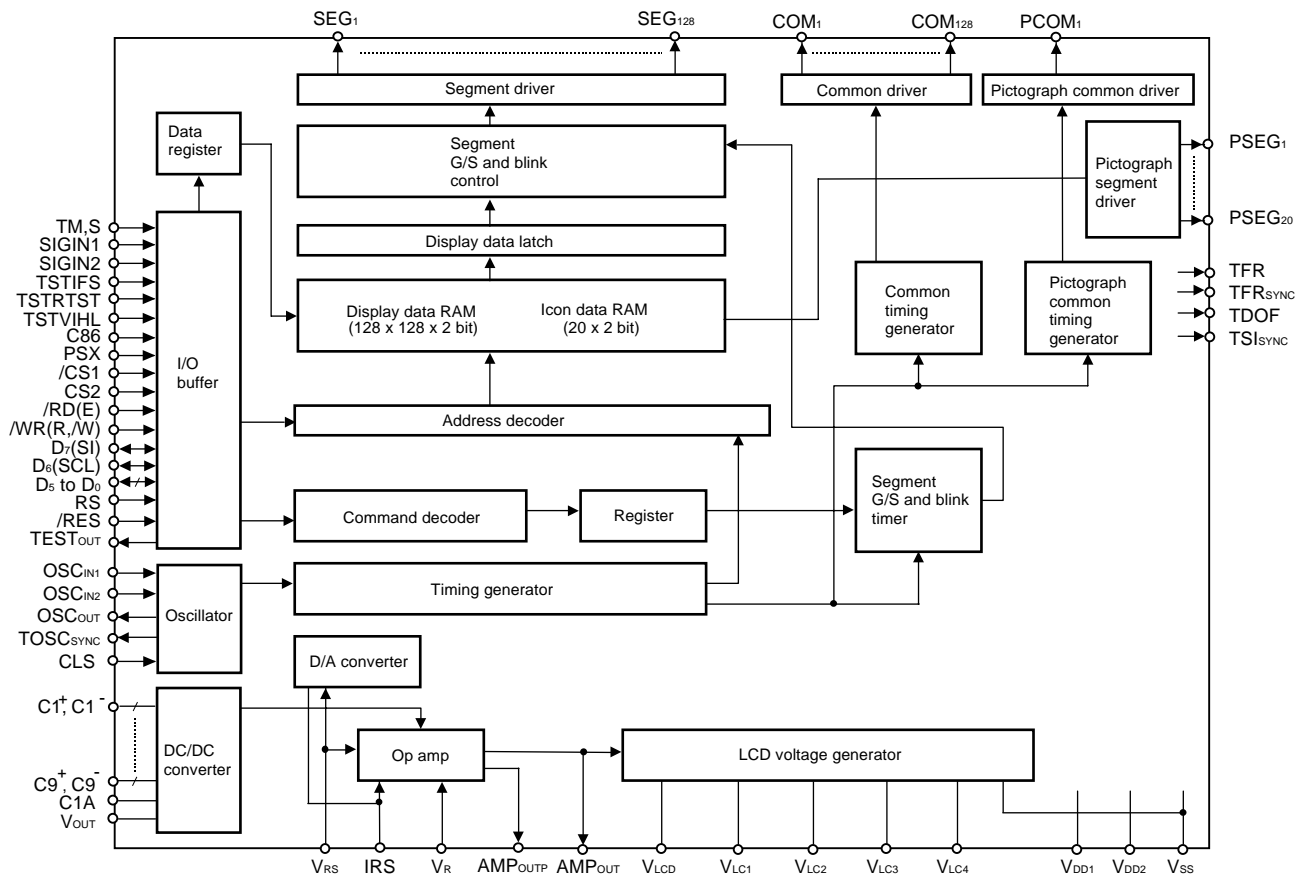 SEG1
SEG128
COM1
COM128
PCOM1
Segment driver
Common driver
Pictograph common driver
Data
register
Segment
G/S and blink
control
Pictograph
segment
driver
PSEG1
PSEG20
TM,S
SIGIN1
SIGIN2
TSTIFS
TSTRTST
TSTVIHL
C86
PSX
/CS1
CS2
/RD(E)
/WR(R,/W)
D7(SI)
D6(SCL)
D5 to D0
RS
/RES
TESTOUT
I/O
buffer
Display data latch
Display data RAM
(128 x 128 x 2 bit)
Icon data RAM
(20 x 2 bit)
Common
timing
generator
Pictograph
common
timing
generator
TFR
TFRSYNC
TDOF
TSISYNC
Address decoder
Command decoder
Register
Segment
G/S and blink
timer
OSCIN1
OSCIN2
OSCOUT
TOSCSYNC
CLS
Oscillator
Timing generator
D/A converter
C1+, C1-
C9+, C9-
C1A
VOUT
DC/DC
converter
Op amp
LCD voltage generator
VRS
IRS
VR
AMPOUTP
AMPOUT
VLCD
VLC1
VLC2
VLC3
VLC4
VDD1
VDD2
VSS